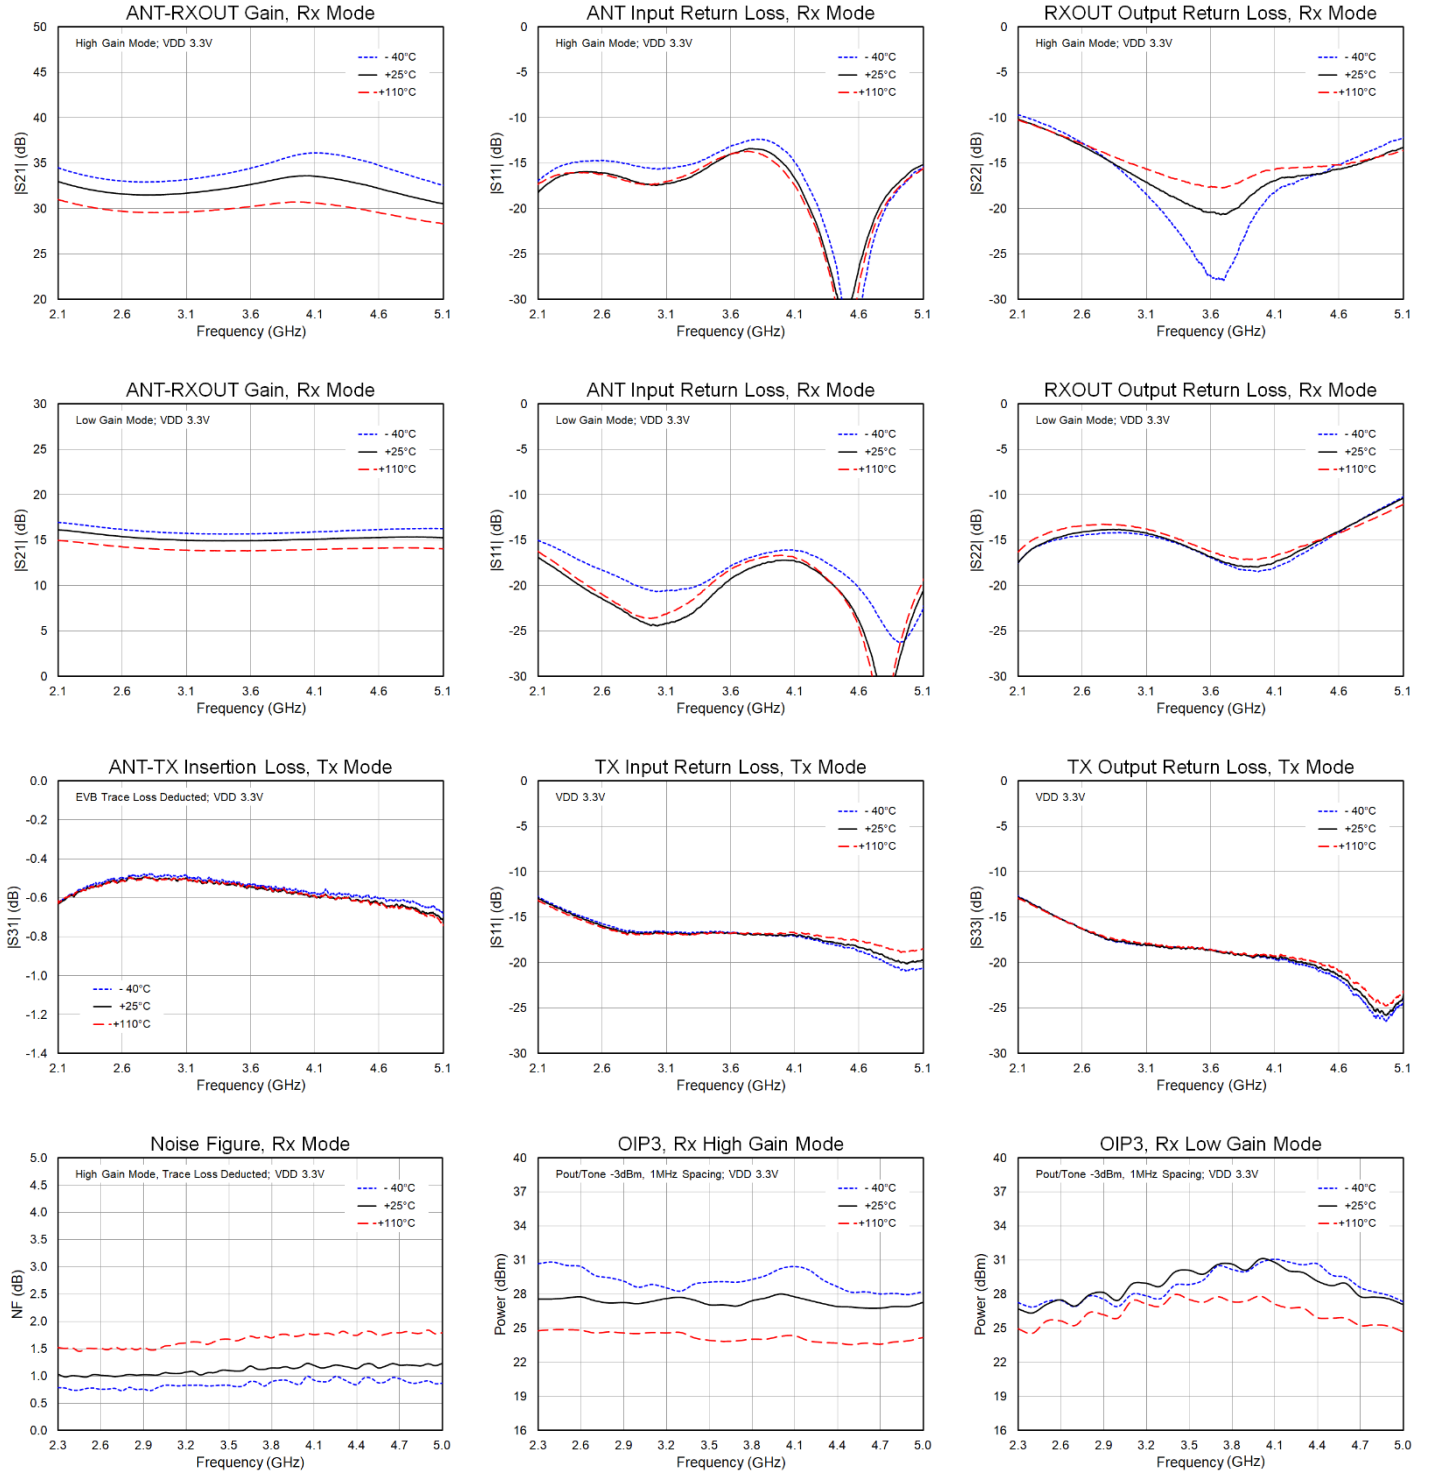 ANT-RXOUT Gain, Rx Mode
High Gain Mode; VDD 3.3V
- 40°C
+25°C
+110°C
50
45
40
35
30
25
20
|S21| (dB)
2.1 2.6 3.1 3.6 4.1 4.6 5.1
Frequency (GHz)
ANT Input Return Loss, Rx Mode
High Gain Mode; VDD 3.3V
- 40°C
+25°C
+110°C
0
-5
-10
-15
-20
-25
-30
|S11| (dB)
2.1 2.6 3.1 3.6 4.1 4.6 5.1
Frequency (GHz)
RXOUT Output Return Loss, Rx Mode
High Gain Mode; VDD 3.3V
- 40°C
+25°C
+110°C
0
-5
-10
-15
-20
-25
-30
|S22| (dB)
2.1 2.6 3.1 3.6 4.1 4.6 5.1
Frequency (GHz)
ANT-RXOUT Gain, Rx Mode
Low Gain Mode; VDD 3.3V
- 40°C
+25°C
+110°C
30
25
20
15
10
5
0
|S21| (dB)
2.1 2.6 3.1 3.6 4.1 4.6 5.1
Frequency (GHz)
ANT Input Return Loss, Rx Mode
Low Gain Mode; VDD 3.3V
- 40°C
+25°C
+110°C
0
-5
-10
-15
-20
-25
-30
|S11| (dB)
2.1 2.6 3.1 3.6 4.1 4.6 5.1
Frequency (GHz)
RXOUT Output Return Loss, Rx Mode
Low Gain Mode; VDD 3.3V
- 40°C
+25°C
+110°C
0
-5
-10
-15
-20
-25
-30
|S22| (dB)
2.1 2.6 3.1 3.6 4.1 4.6 5.1
Frequency (GHz)
ANT-TX Insertion Loss, Tx Mode
EVB Trace Loss Deducted; VDD 3.3V
0.0
-0.2
-0.4
-0.6
-0.8
-1.0
-1.2
-1.4
|S31| (dB)
- 40°C
+25°C
+110°C
2.1 2.6 3.1 3.6 4.1 4.6 5.1
Frequency (GHz)
TX Input Return Loss, Tx Mode
VDD 3.3V
- 40°C
+25°C
+110°C
0
-5
-10
-15
-20
-25
-30
|S11| (dB)
2.1 2.6 3.1 3.6 4.1 4.6 5.1
Frequency (GHz)
TX Output Return Loss, Tx Mode
VDD 3.3V
- 40°C
+25°C
+110°C
0
-5
-10
-15
-20
-25
-30
|S33| (dB)
2.1 2.6 3.1 3.6 4.1 4.6 5.1
Frequency (GHz)
Noise Figure, Rx Mode
High Gain Mode, Trace Loss Deducted; VDD 3.3V
- 40°C
+25°C
+110°C
5.0
4.5
4.0
3.5
3.0
2.5
2.0
1.5
1.0
0.5
0.0
NF (dB)
2.3 2.6 2.9 3.2 3.5 3.8 4.1 4.4 4.7 5.0
Frequency (GHz)
OIP3, Rx High Gain Mode
Pout/Tone -3dBm, 1MHz Spacing; VDD 3.3V
- 40°C
+25°C
+110°C
40
37
34
31
28
25
22
19
16
Power (dBm)
2.3 2.6 2.9 3.2 3.5 3.8 4.1 4.4 4.7 5.0
Frequency (GHz)
OIP3, Rx Low Gain Mode
Pout/Tone -3dBm, 1MHz Spacing; VDD 3.3V
- 40°C
+25°C
+110°C
40
37
34
31
28
25
22
19
16
Power (dBm)
2.3 2.6 2.9 3.2 3.5 3.8 4.1 4.4 4.7 5.0
Frequency (GHz)